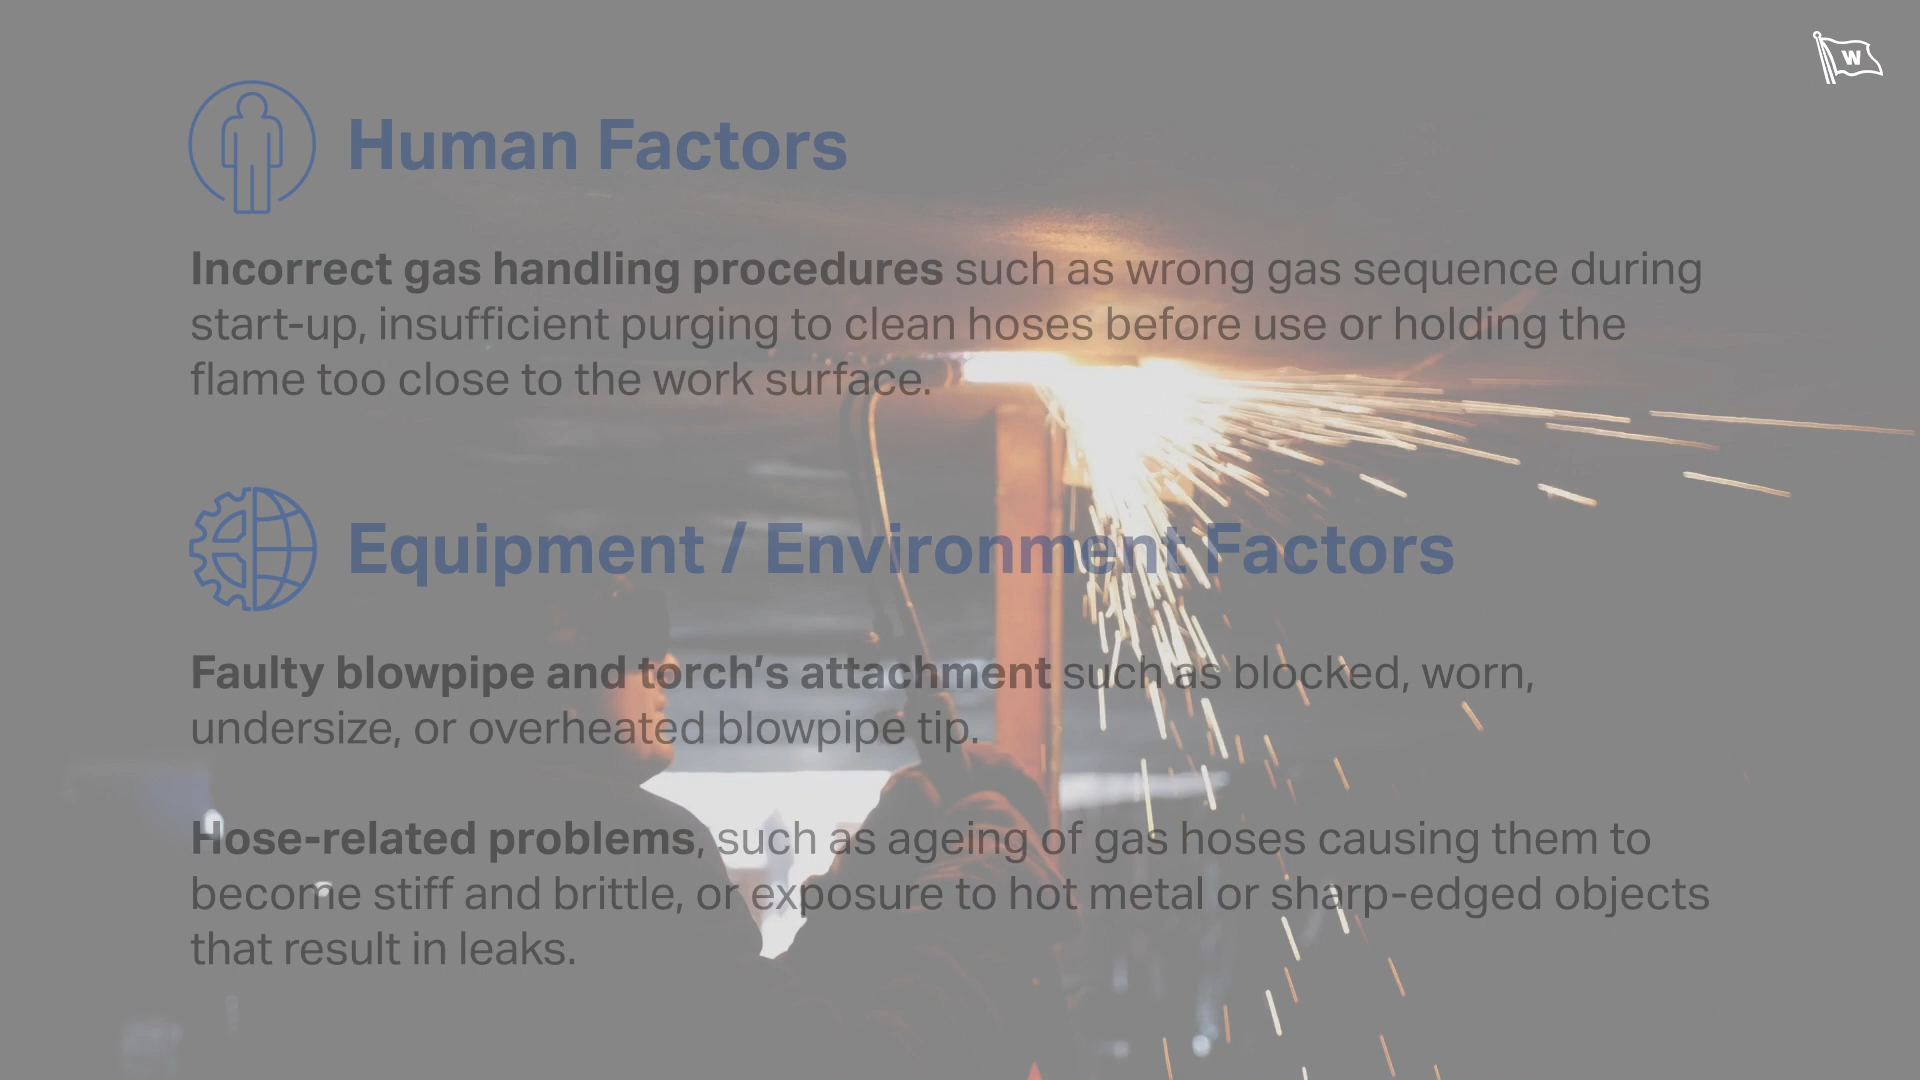 W
Human Factors
Incorrect gas handling procedures such as wrong gas sequence during
start-up, insufficient purging to clean hoses before use or holding the
flame too close to the work surface.
Equipment / Environment Factors
Faulty blowpipe and torch’s attachment such as blocked, worn,
undersize, or overheated blowpipe tip.
Hose-related problems, such as ageing of gas hoses causing them to
become stiff and brittle, or exposure to hot metal or sharp-edged objects
that result in leaks.